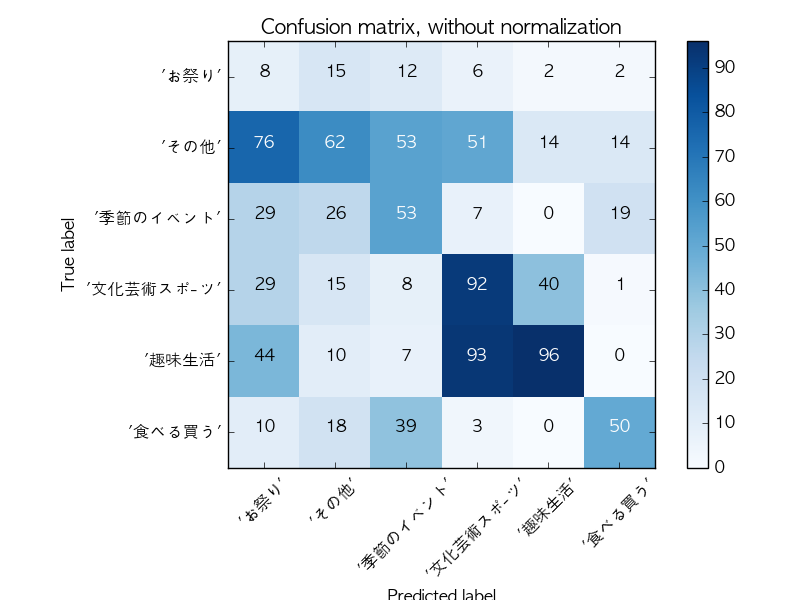 Confusion matrix, without normalization
'お祭り' 8 15 12 6 2 2
'その他' 76 62 53 51 14 14
'季節のイベント' 29 26 53 7 0 19
'文化芸術スポーツ' 29 15 8 92 40 1
'趣味生活' 44 10 7 93 96 0
'食べる買う' 10 18 39 3 0 50
True label
'お祭り' 'その他' '季節のイベント' '文化芸術スポーツ' '趣味生活' '食べる買う'
Predicted label
90
80
70
60
50
40
30
20
10
0